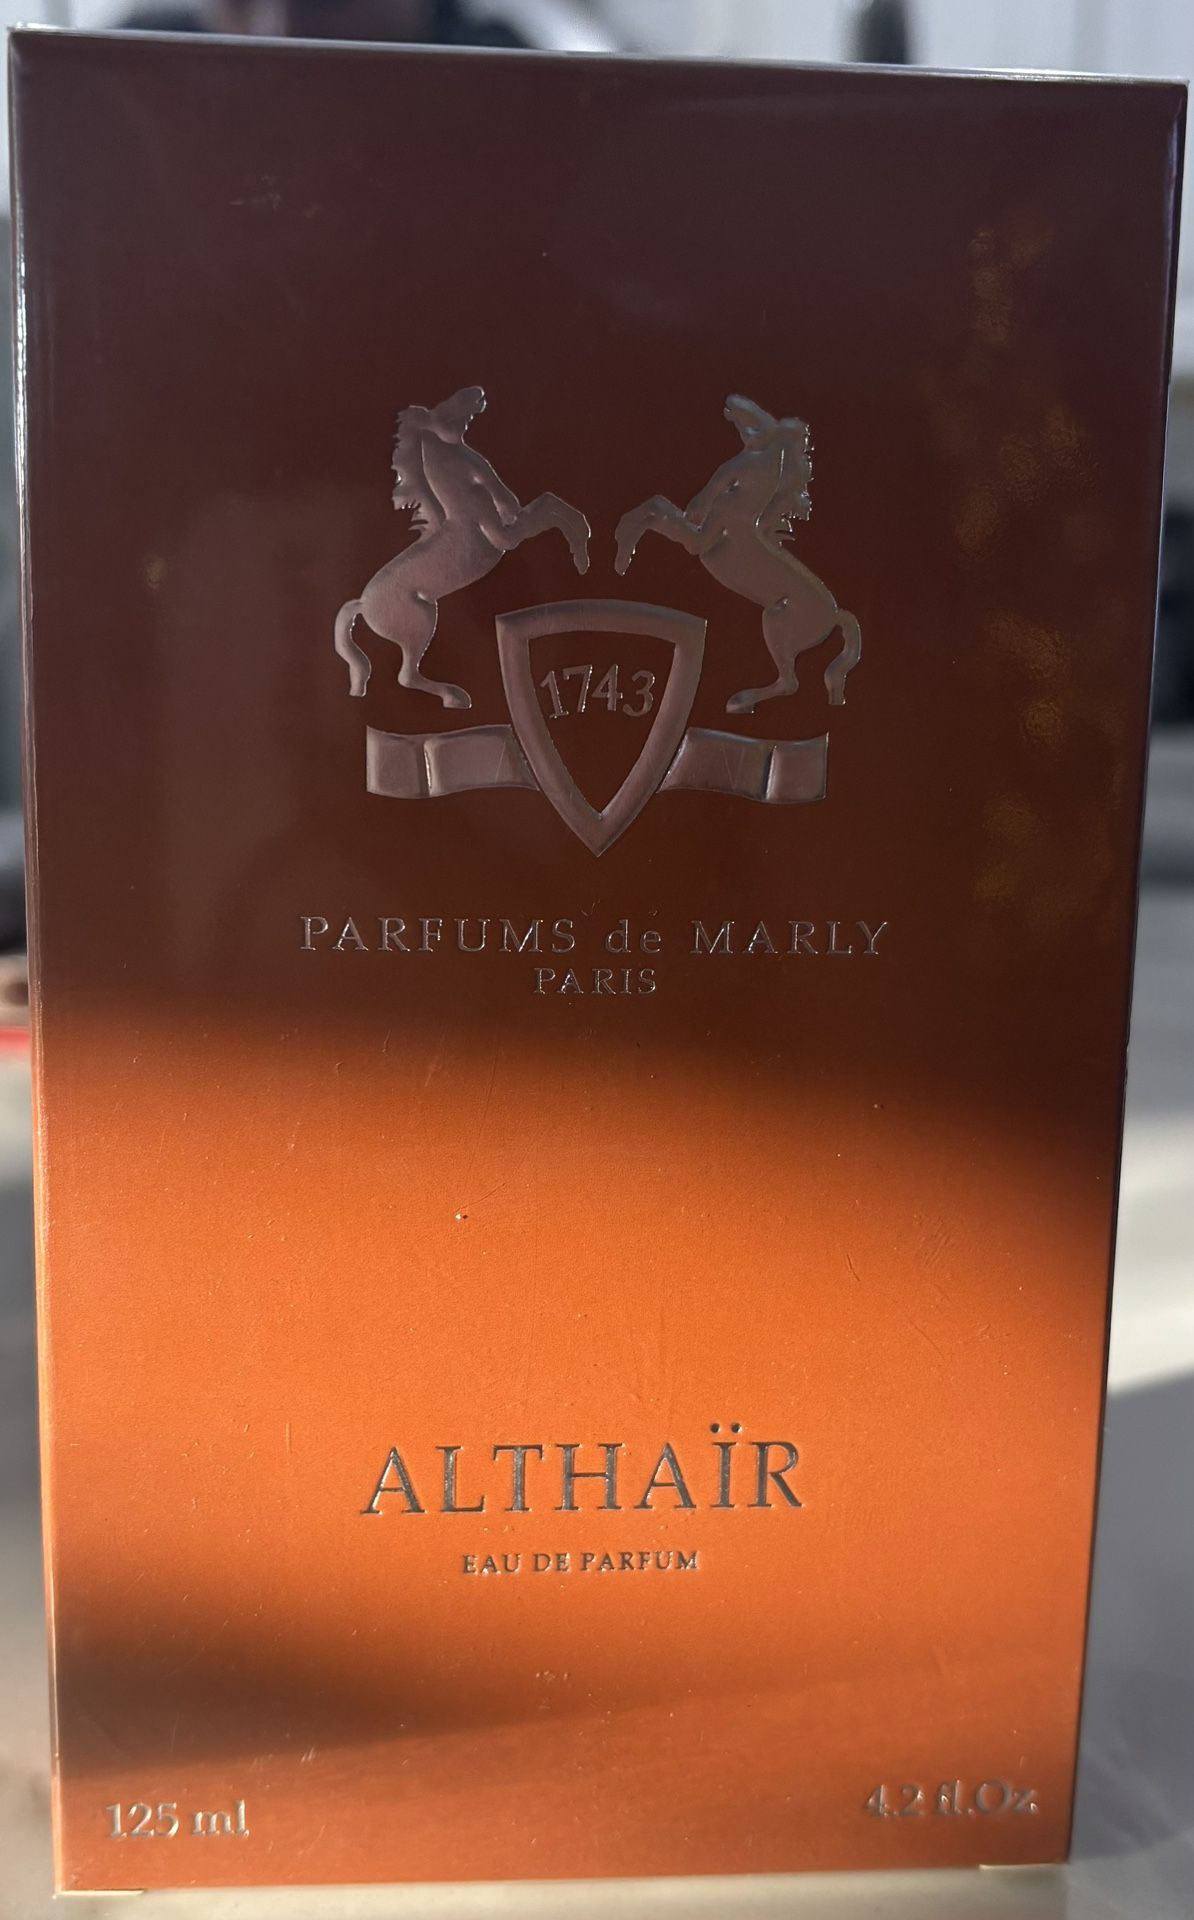 1743
PARFUMS de MARLY
PARIS
ALTHAÏR
EAU DE PARFUM
125 ml
4.2 fl.Oz